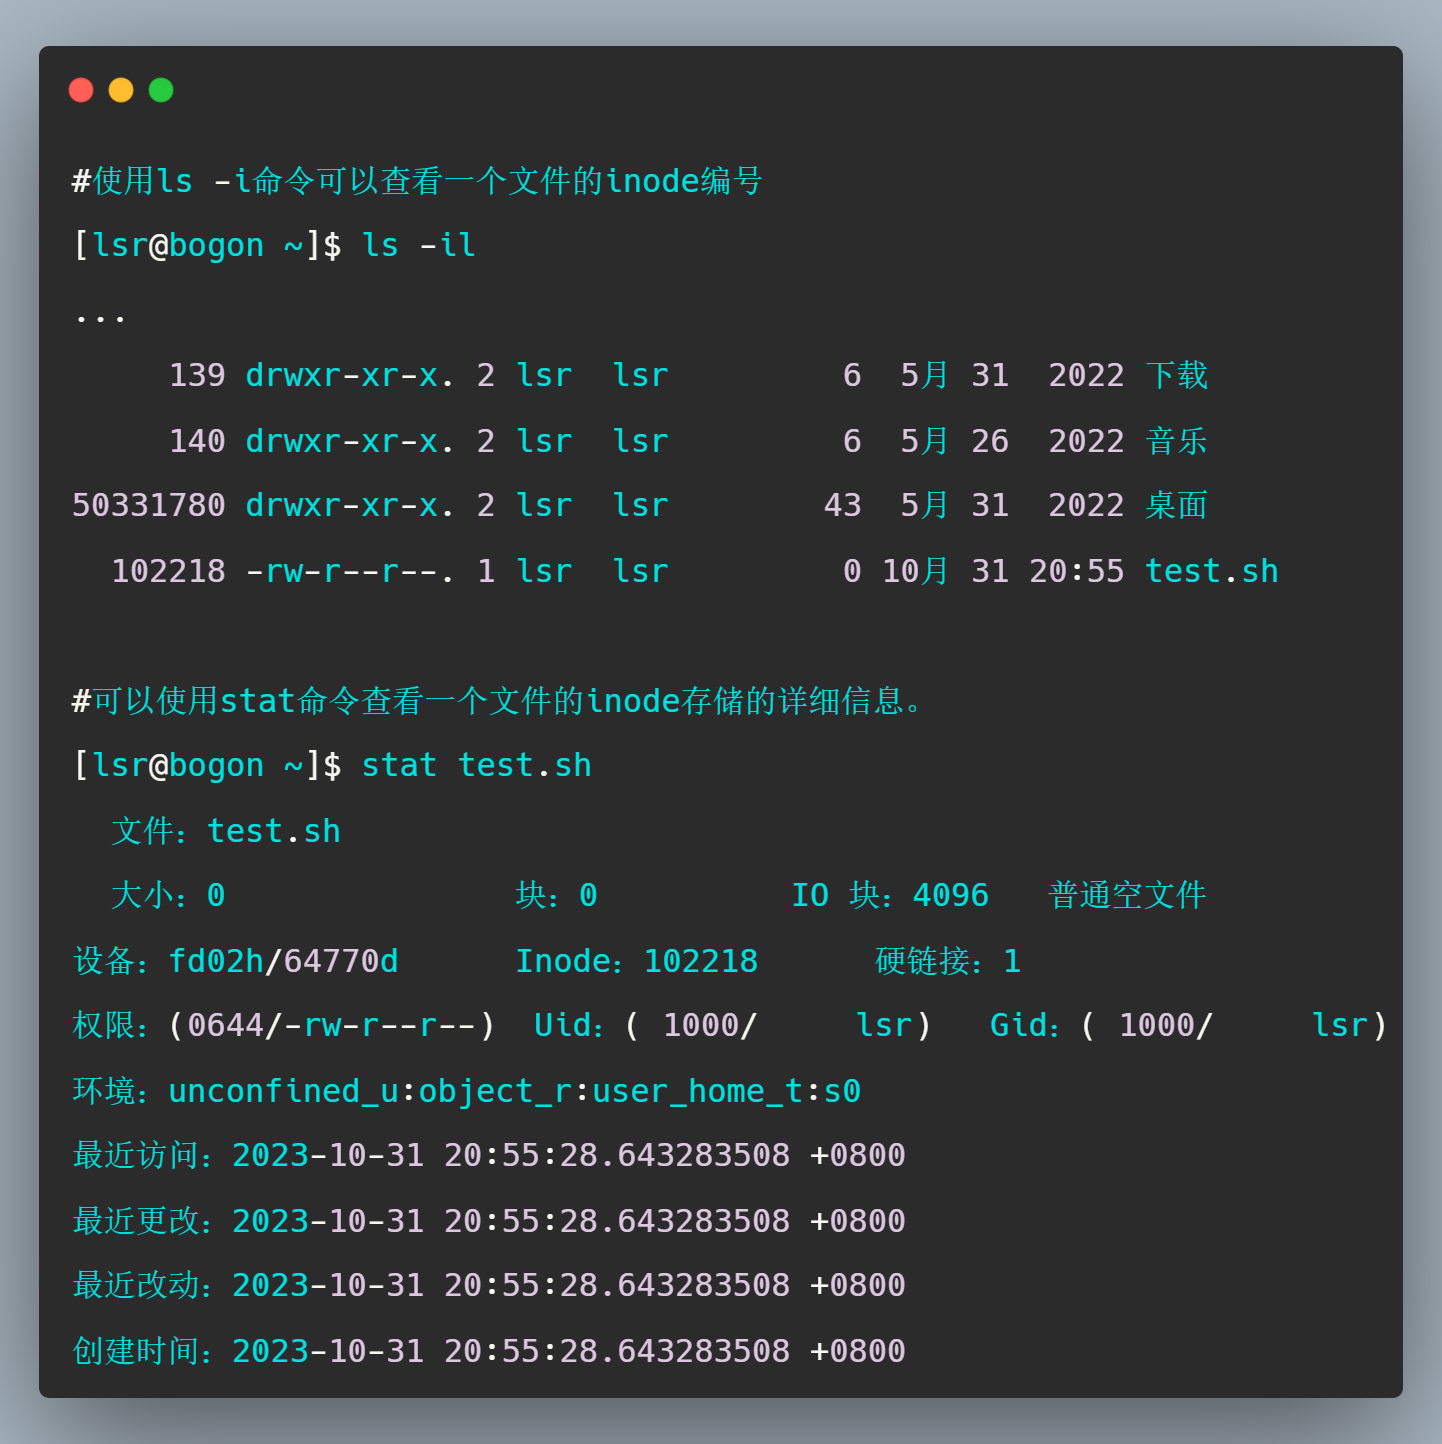 #使用ls -i命令可以查看一个文件的inode编号
[lsr@bogon ~]$ ls -il
...
     139 drwxr-xr-x. 2 lsr  lsr         6  5月 31  2022 下载
     140 drwxr-xr-x. 2 lsr  lsr         6  5月 26  2022 音乐
50331780 drwxr-xr-x. 2 lsr  lsr        43  5月 31  2022 桌面
  102218 -rw-r--r--. 1 lsr  lsr         0 10月 31 20:55 test.sh
#可以使用stat命令查看一个文件的inode存储的详细信息。
[lsr@bogon ~]$ stat test.sh
  文件：test.sh
  大小：0               块：0          IO 块：4096   普通空文件
设备：fd02h/64770d      Inode：102218      硬链接：1
权限：(0644/-rw-r--r--)  Uid：( 1000/     lsr)   Gid：( 1000/     lsr)
环境：unconfined_u:object_r:user_home_t:s0
最近访问：2023-10-31 20:55:28.643283508 +0800
最近更改：2023-10-31 20:55:28.643283508 +0800
最近改动：2023-10-31 20:55:28.643283508 +0800
创建时间：2023-10-31 20:55:28.643283508 +0800